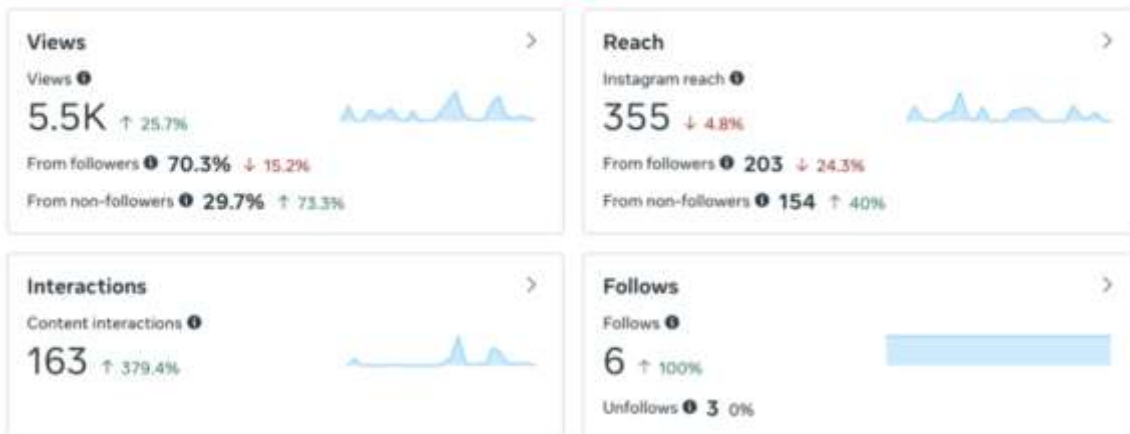 Views
Views
5.5K ↑ 25.7%
From followers 70.3% ↓ 15.2%
From non-followers 29.7% ↑ 73.3%
Reach
Instagram reach
355 ↓ 4.8%
From followers 203 ↓ 24.3%
From non-followers 154 ↑ 40%
Interactions
Content interactions
163 ↑ 379.4%
Follows
Follows
6 ↑ 100%
Unfollows 3 0%